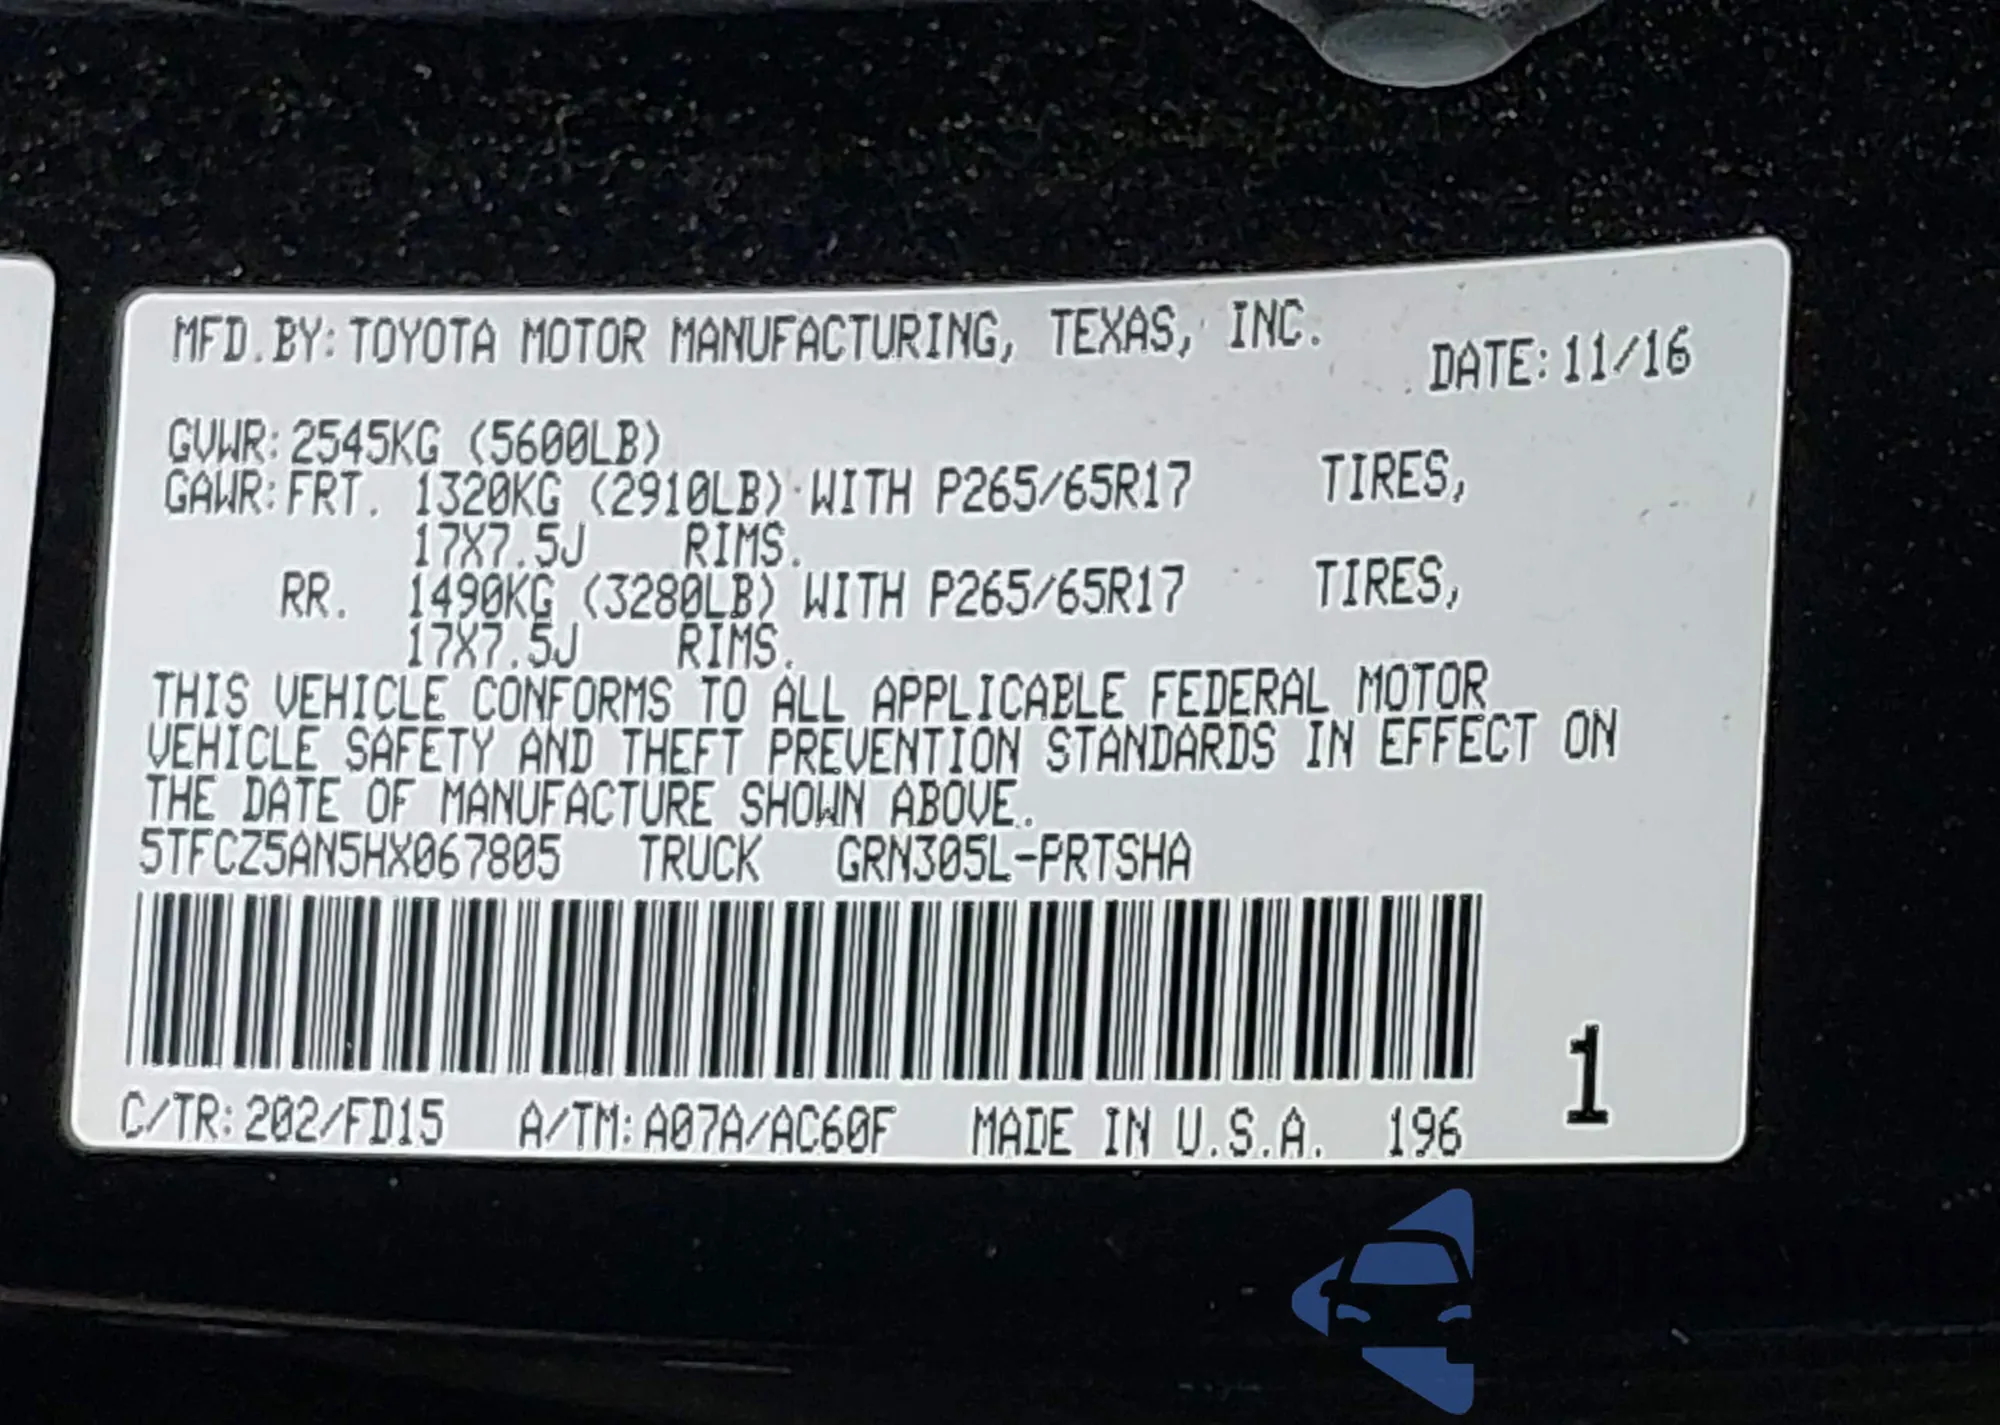 MFD.BY: TOYOTA MOTOR MANUFACTURING, TEXAS, INC.
DATE: 11/16
GVWR: 2545KG (5600LB)
GAWR: FRT. 1320KG (2910LB) WITH P265/65R17 TIRES,
17X7.5J RIMS.
RR. 1490KG (3280LB) WITH P265/65R17 TIRES,
17X7.5J RIMS.
THIS VEHICLE CONFORMS TO ALL APPLICABLE FEDERAL MOTOR
VEHICLE SAFETY AND THEFT PREVENTION STANDARDS IN EFFECT ON
THE DATE OF MANUFACTURE SHOWN ABOVE.
5TFCZ5AN5HX067805 TRUCK GRN305L-PRTSHA
1
C/TR: 202/FD15 A/TM: A07A/AC60F MADE IN U.S.A. 196